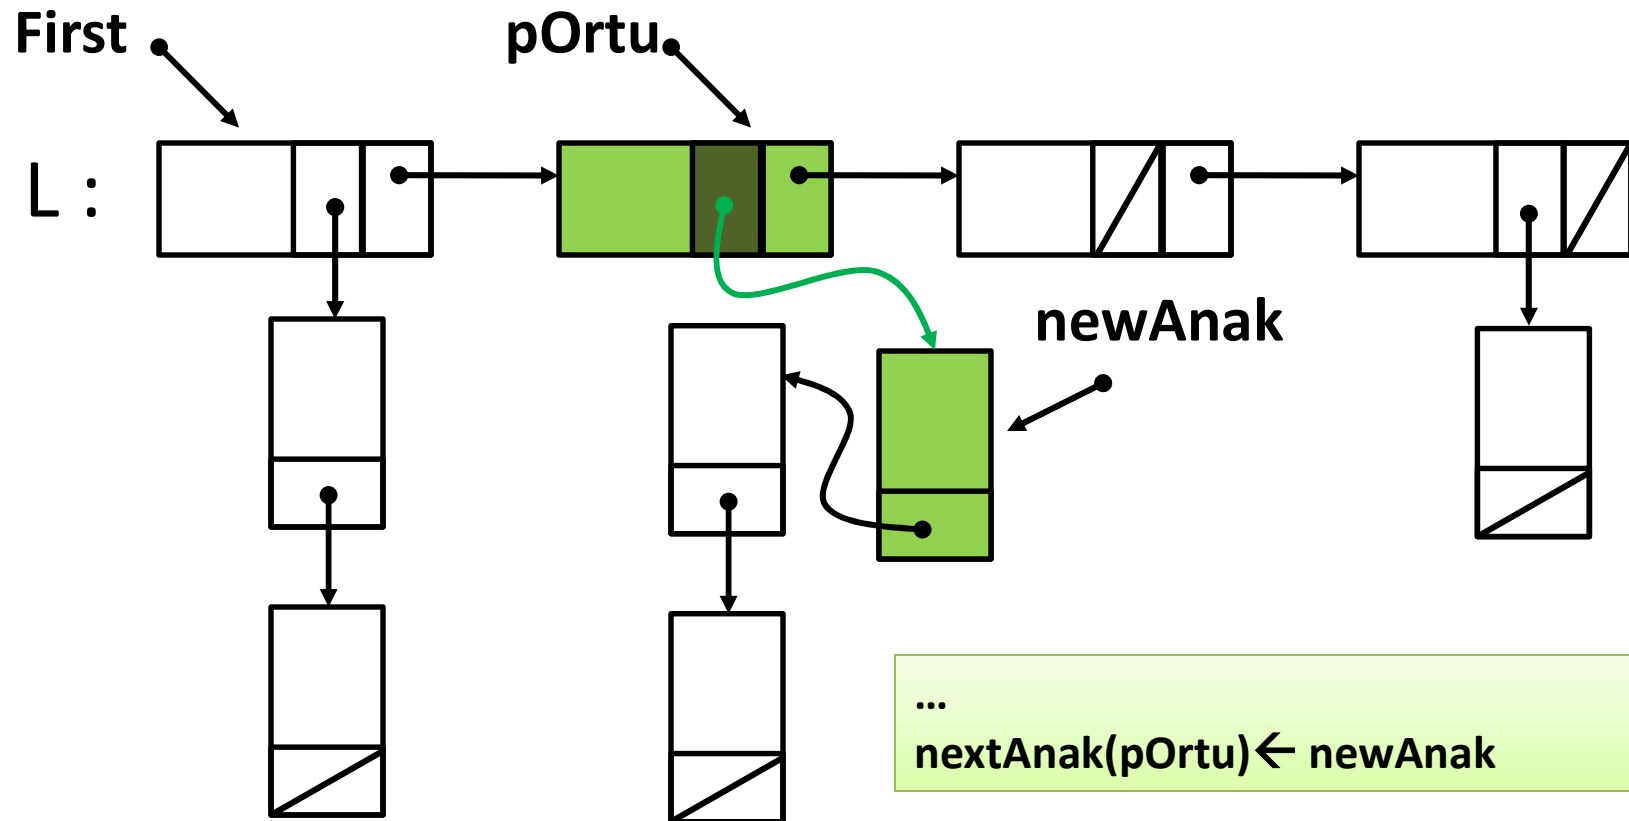 First
pOrtu
L :
newAnak
...
nextAnak(pOrtu)← newAnak